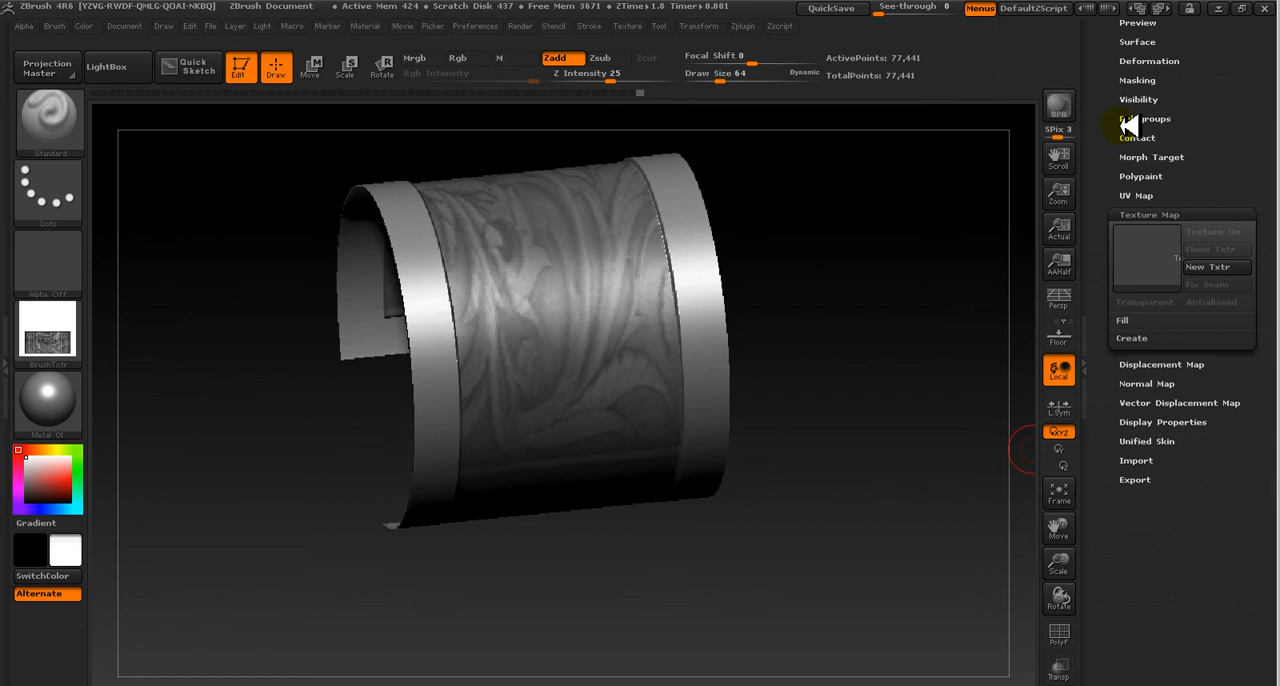 ZBrush 4R6 [YZVG-RWDF-QMLG-QOAI-NKBQ] ZBrush Document • Active Mem 424 • Scratch Disk 437 • Free Mem 3671 • ZTime▸1.8 Timer▸0.001 QuickSave See-through 0 Menus DefaultZScript
Alpha Brush Color Document Draw Edit File Layer Light Macro Marker Material Movie Picker Preferences Render Stencil Stroke Texture Tool Transform Zplugin Zscript
Projection Master
LightBox
Quick Sketch
Edit
Draw
Move
Scale
Rotate
Mrgb Rgb M Zadd Zsub Zcut
Rgb Intensity Z Intensity 25
Focal Shift 0
Draw Size 64 Dynamic
ActivePoints 77,441
TotalPoints 77,441
Standard
Dots
Alpha Off
BrushTxtr
Metal 01
Gradient
SwitchColor
Alternate
BPR
SPix 3
Scroll
Zoom
Actual
AAHalf
Persp
Floor
Local
L.Sym
XYZ
Y
Z
Frame
Move
Scale
Rotate
PolyF
Transp
Preview
Surface
Deformation
Masking
Visibility
groups
Contact
Morph Target
Polypaint
UV Map
Texture Map
Texture On
Clone Txtr
New Txtr
Fix Seam
Transparent Antialiased
Fill
Create
Displacement Map
Normal Map
Vector Displacement Map
Display Properties
Unified Skin
Import
Export